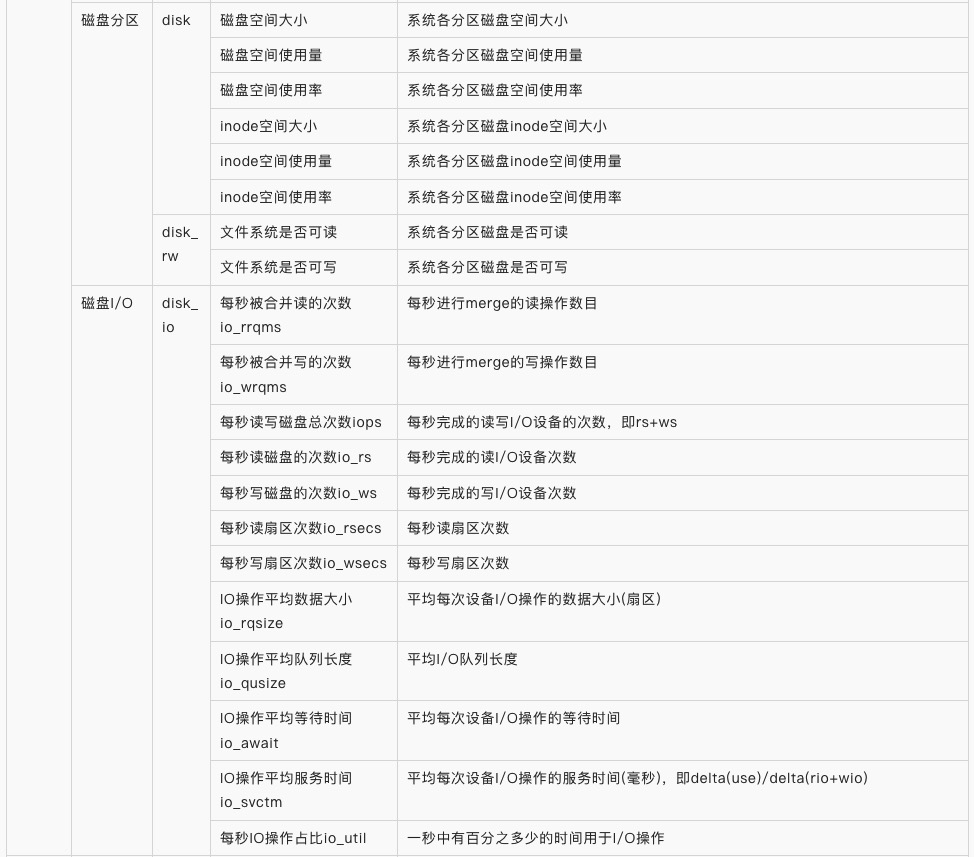 磁盘分区 disk 磁盘空间大小 系统各分区磁盘空间大小
磁盘空间使用量 系统各分区磁盘空间使用量
磁盘空间使用率 系统各分区磁盘空间使用率
inode空间大小 系统各分区磁盘inode空间大小
inode空间使用量 系统各分区磁盘inode空间使用量
inode空间使用率 系统各分区磁盘inode空间使用率
disk_ 文件系统是否可读 系统各分区磁盘是否可读
rw
文件系统是否可写 系统各分区磁盘是否可写
磁盘I/O disk_ 每秒被合并读的次数 每秒进行merge的读操作数目
io io_rrqms
每秒被合并写的次数 每秒进行merge的写操作数目
io_wrqms
每秒读写磁盘总次数iops 每秒完成的读写I/O设备的次数，即rs+ws
每秒读磁盘的次数io_rs 每秒完成的读I/O设备次数
每秒写磁盘的次数io_ws 每秒完成的写I/O设备次数
每秒读扇区次数io_rsecs 每秒读扇区次数
每秒写扇区次数io_wsecs 每秒写扇区次数
IO操作平均数据大小 平均每次设备I/O操作的数据大小(扇区)
io_rqsize
IO操作平均队列长度 平均I/O队列长度
io_qusize
IO操作平均等待时间 平均每次设备I/O操作的等待时间
io_await
IO操作平均服务时间 平均每次设备I/O操作的服务时间(毫秒)，即delta(use)/delta(rio+wio)
io_svctm
每秒IO操作占比io_util 一秒中有百分之多少的时间用于I/O操作